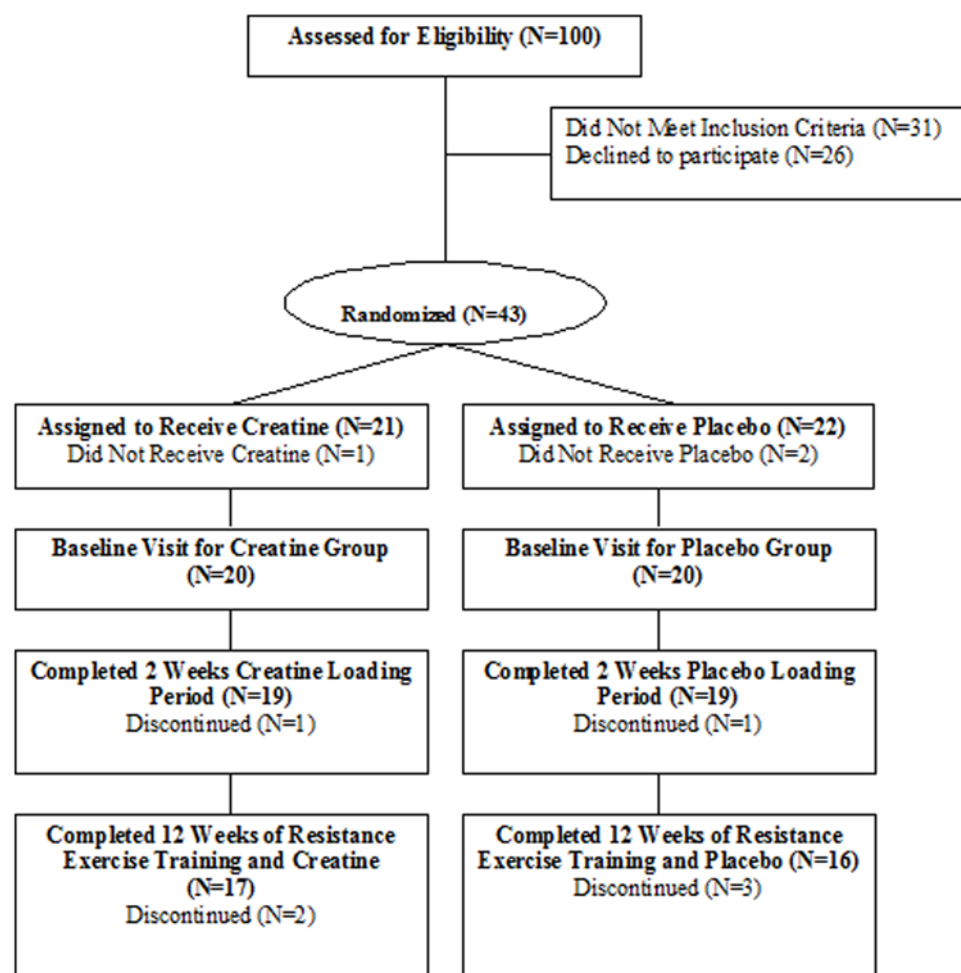 Assessed for Eligibility (N=100)
Did Not Meet Inclusion Criteria (N=31)
Declined to participate (N=26)
Randomized (N=43)
Assigned to Receive Creatine (N=21)
Did Not Receive Creatine (N=1)
Assigned to Receive Placebo (N=22)
Did Not Receive Placebo (N=2)
Baseline Visit for Creatine Group
(N=20)
Baseline Visit for Placebo Group
(N=20)
Completed 2 Weeks Creatine Loading
Period (N=19)
Discontinued (N=1)
Completed 2 Weeks Placebo Loading
Period (N=19)
Discontinued (N=1)
Completed 12 Weeks of Resistance
Exercise Training and Creatine
(N=17)
Discontinued (N=2)
Completed 12 Weeks of Resistance
Exercise Training and Placebo (N=16)
Discontinued (N=3)